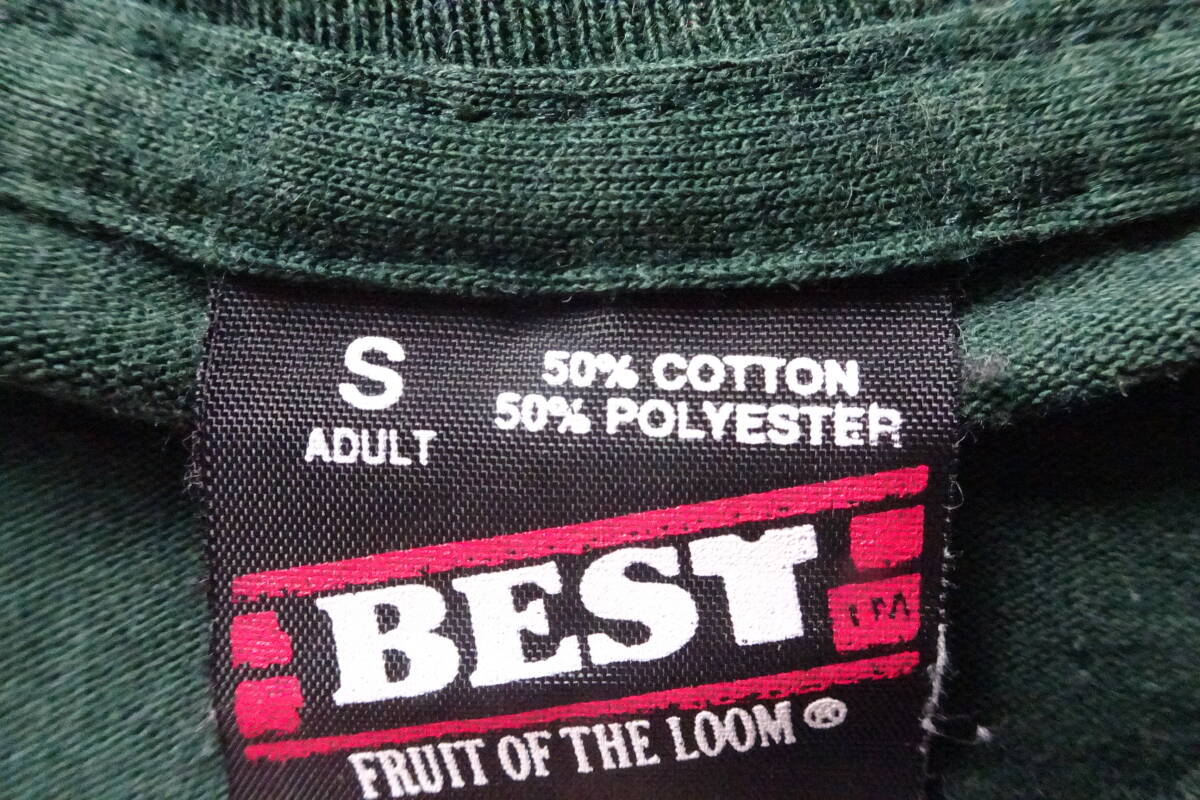 S
ADULT
50% COTTON
50% POLYESTER
BEST
TM
FRUIT OF THE LOOM ®